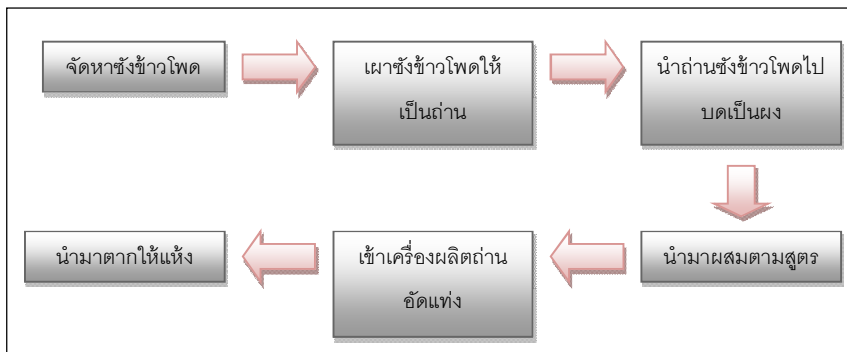 จัดหาซังข้าวโพด
เผาซังข้าวโพดให้
เป็นถ่าน
นำถ่านซังข้าวโพดไป
บดเป็นผง
นำมาผสมตามสูตร
เข้าเครื่องผลิตถ่าน
อัดแท่ง
นำมาตากให้แห้ง